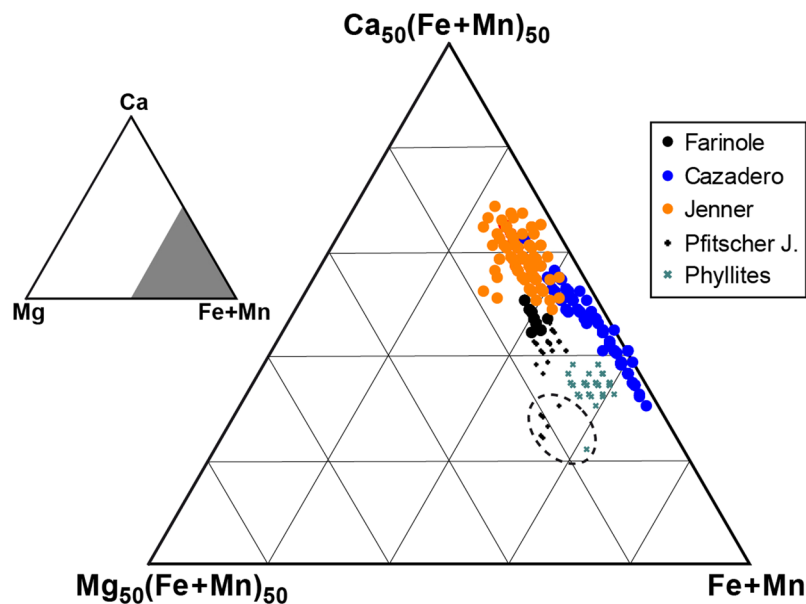 Ca50(Fe+Mn)50
Ca
Mg
Fe+Mn
Farinole
Cazadero
Jenner
Pfitscher J.
Phyllites
Mg50(Fe+Mn)50
Fe+Mn